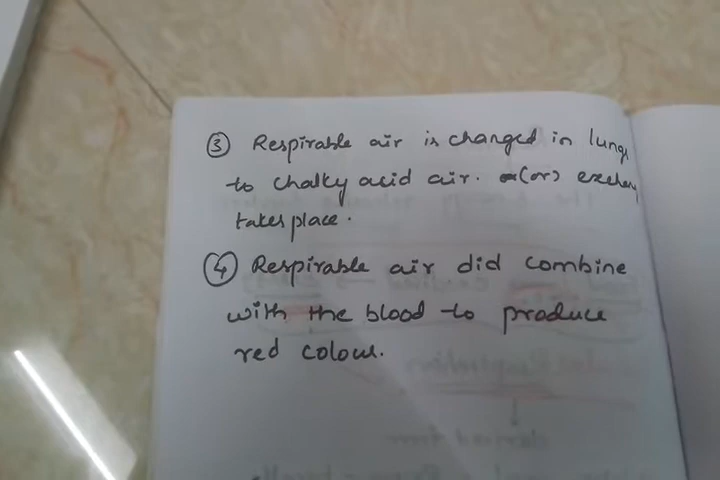 ③ Respirable air is changed in lungs
to chalky acid air. (or)
takes place.
④ Respirable air did combine
with the blood to produce
red colour.